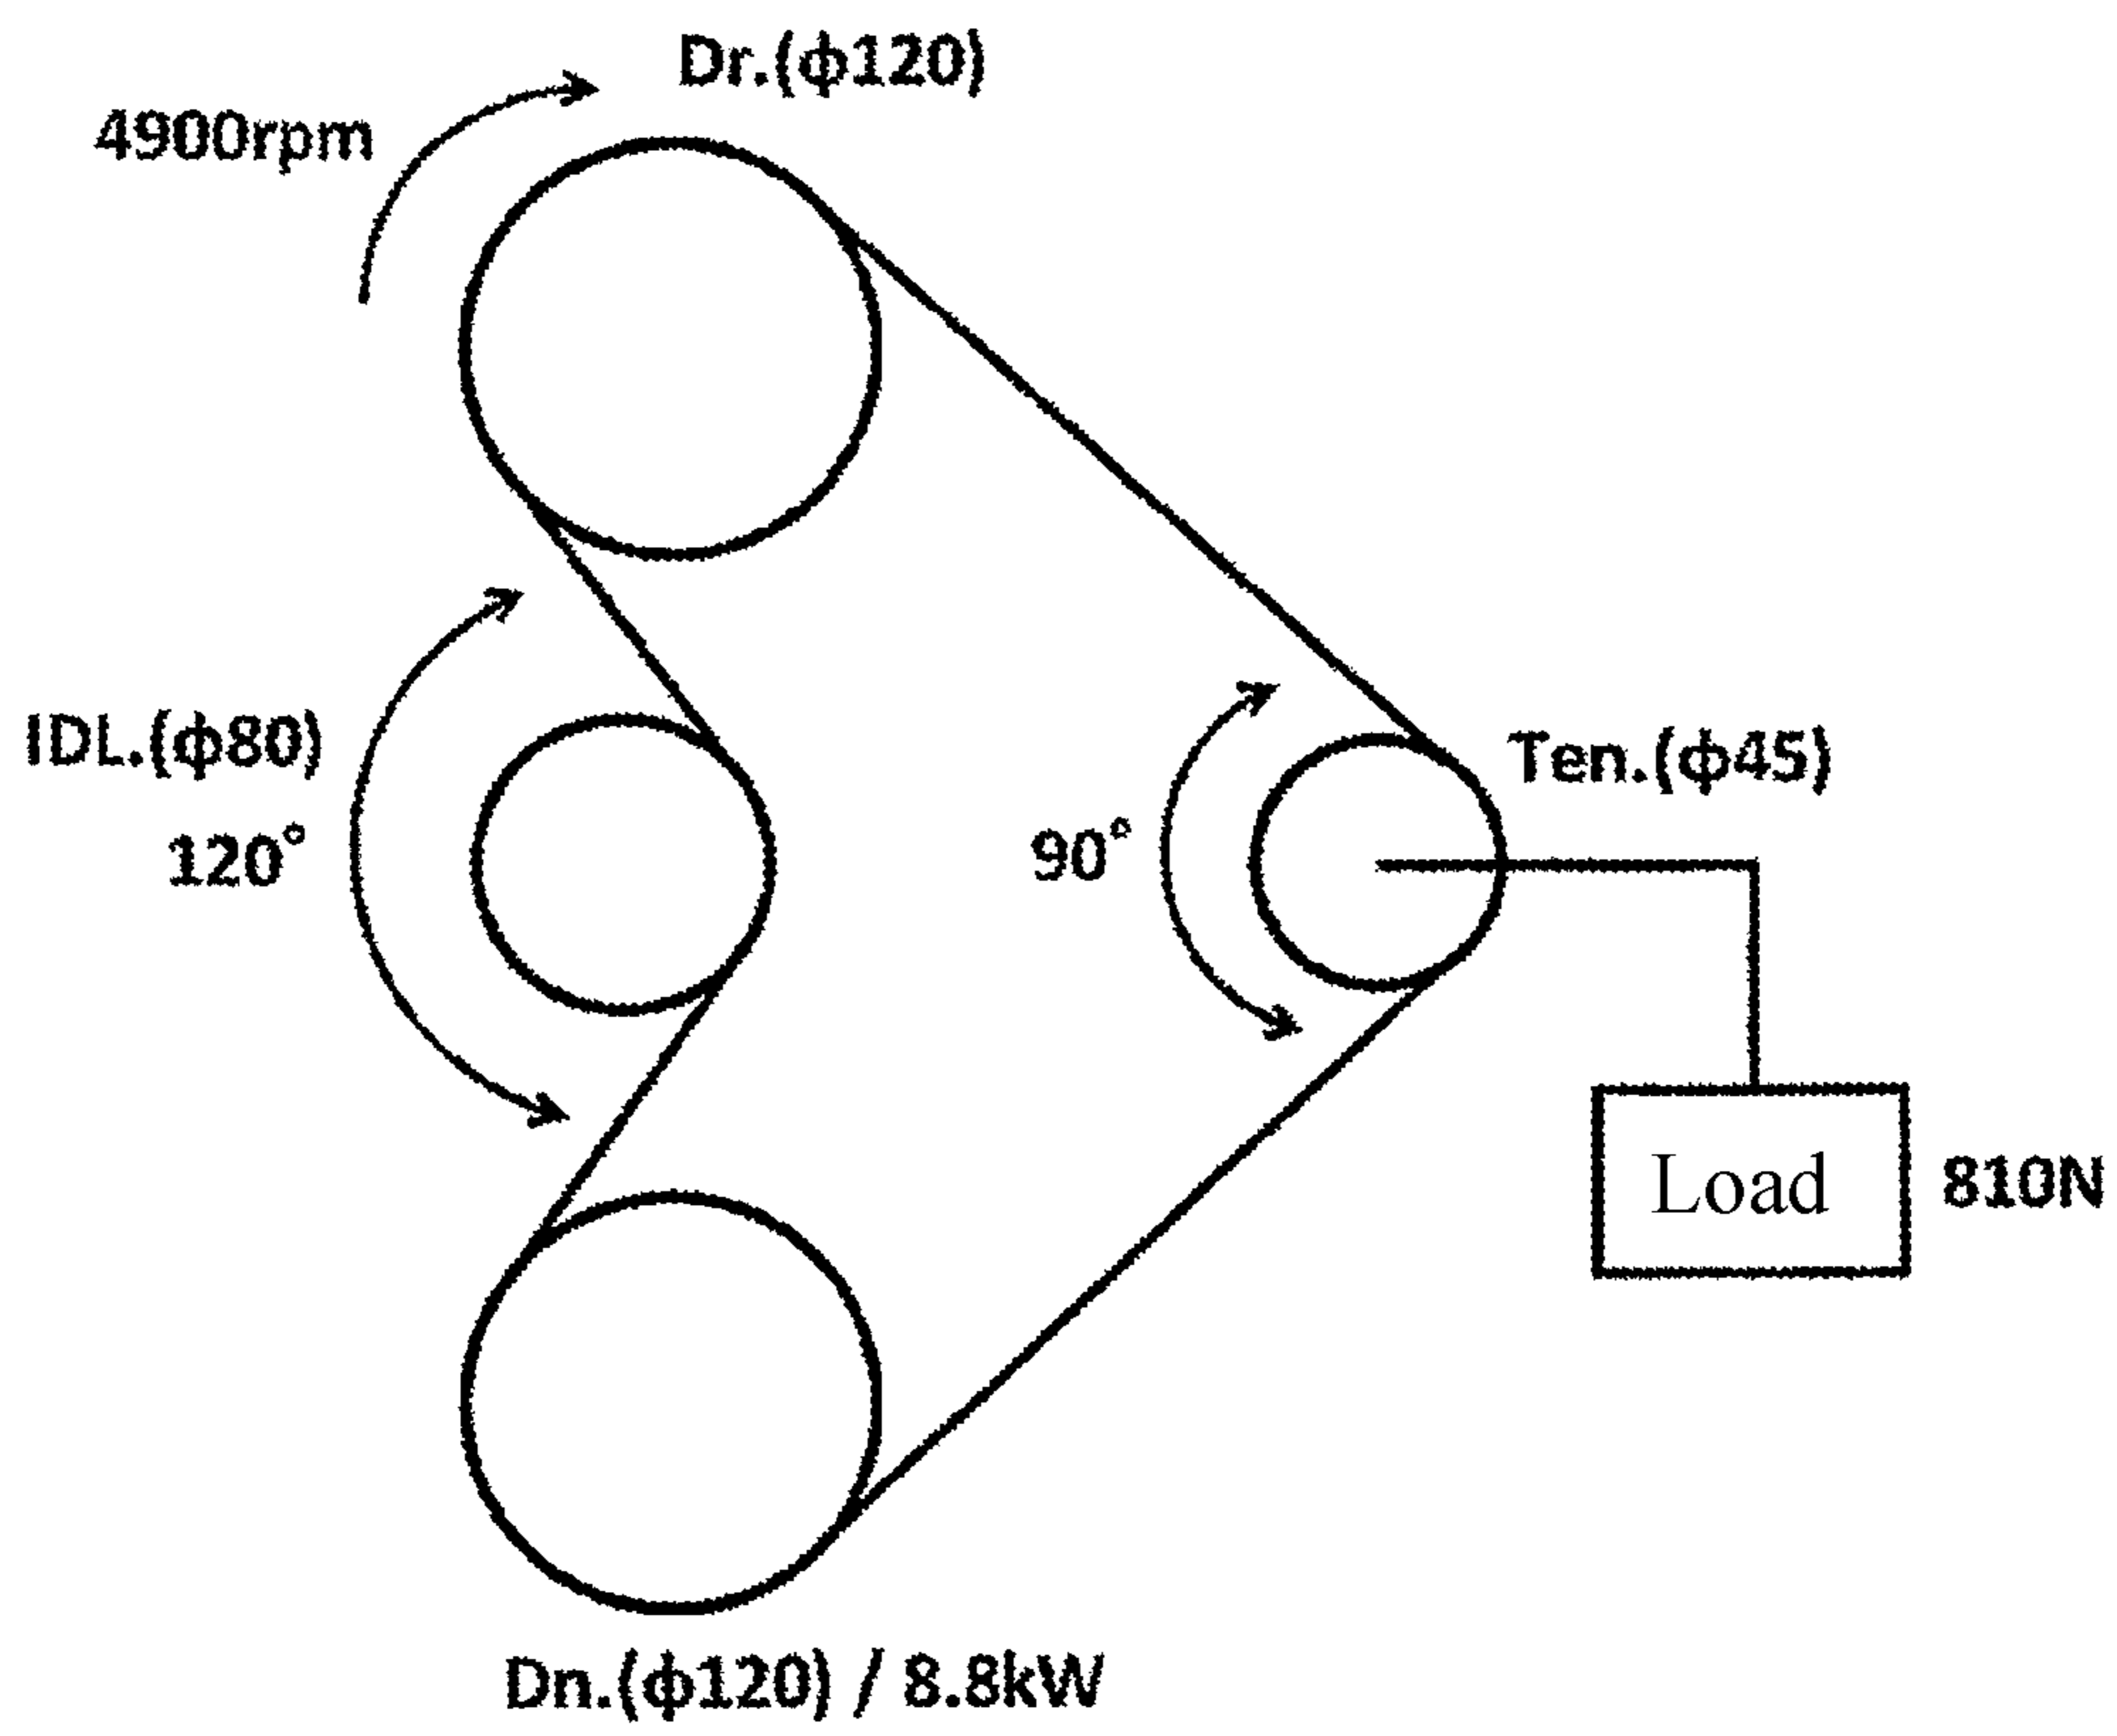 Dr.(ϕ120)
4900rpm
IDL.(ϕ80)
120°
90°
Ten.(ϕ45)
Load
810N
Dn.(ϕ120) / 8.8kW